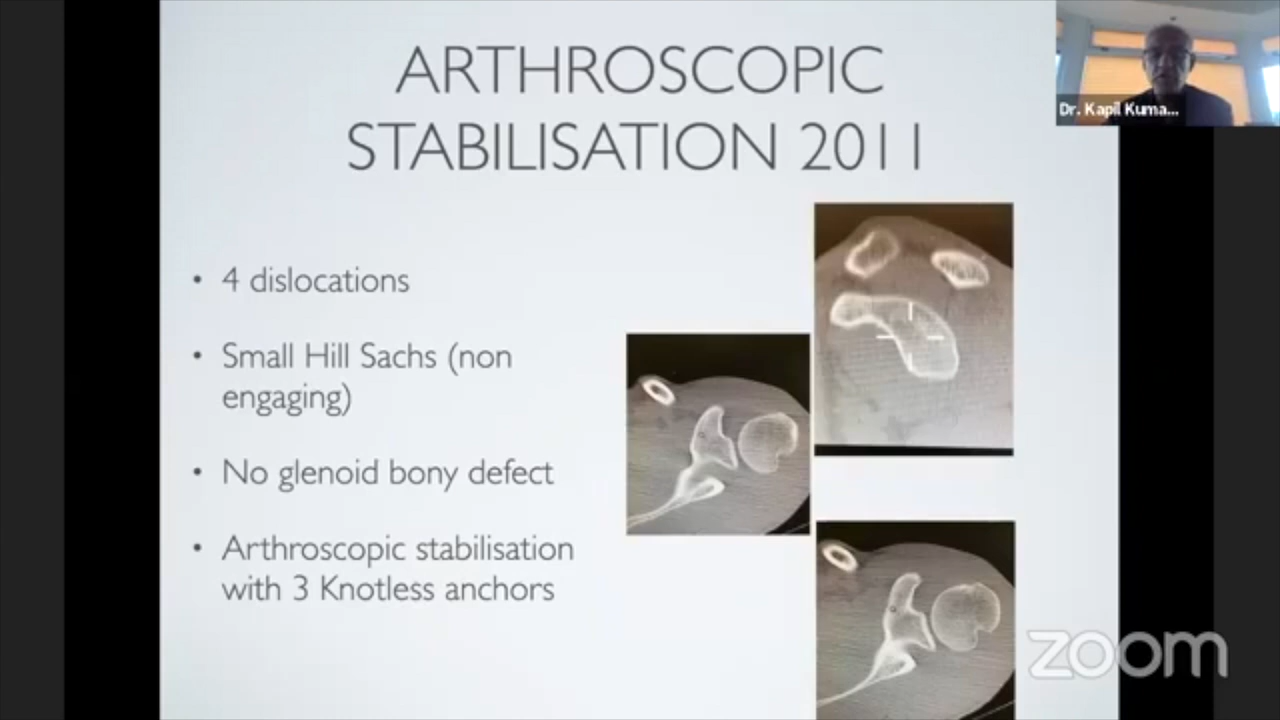 ARTHROSCOPIC
STABILISATION 2011
Dr. Kapil Kuma...
• 4 dislocations
• Small Hill Sachs (non
engaging)
• No glenoid bony defect
• Arthroscopic stabilisation
with 3 Knotless anchors
zoom